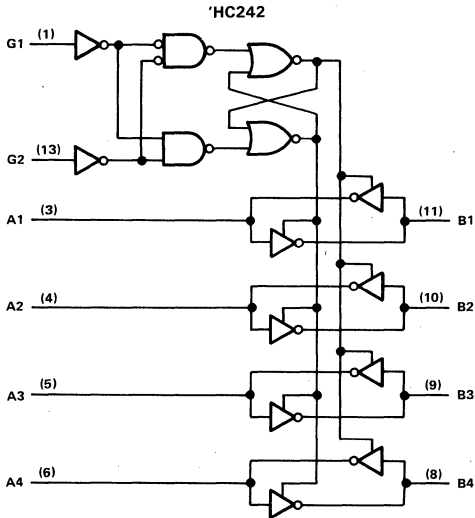 'HC242
G1 (1)
G2 (13)
A1 (3) (11) B1
A2 (4) (10) B2
A3 (5) (9) B3
A4 (6) (8) B4